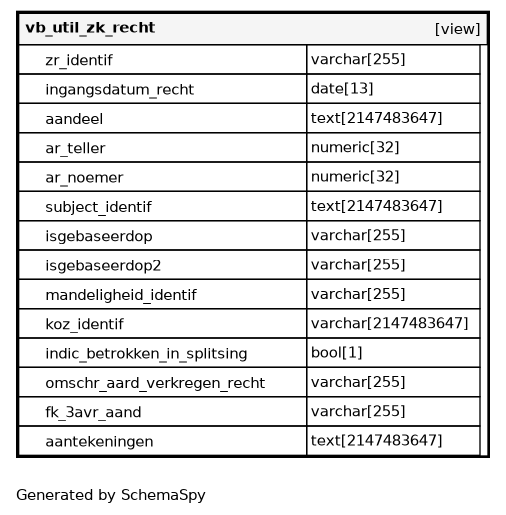 vb_util_zk_recht [view]
zr_identif varchar[255]
ingangsdatum_recht date[13]
aandeel text[2147483647]
ar_teller numeric[32]
ar_noemer numeric[32]
subject_identif text[2147483647]
isgebaseerdop varchar[255]
isgebaseerdop2 varchar[255]
mandeligheid_identif varchar[255]
koz_identif varchar[2147483647]
indic_betrokken_in_splitsing bool[1]
omschr_aard_verkregen_recht varchar[255]
fk_3avr_aand varchar[255]
aantekeningen text[2147483647]
Generated by SchemaSpy